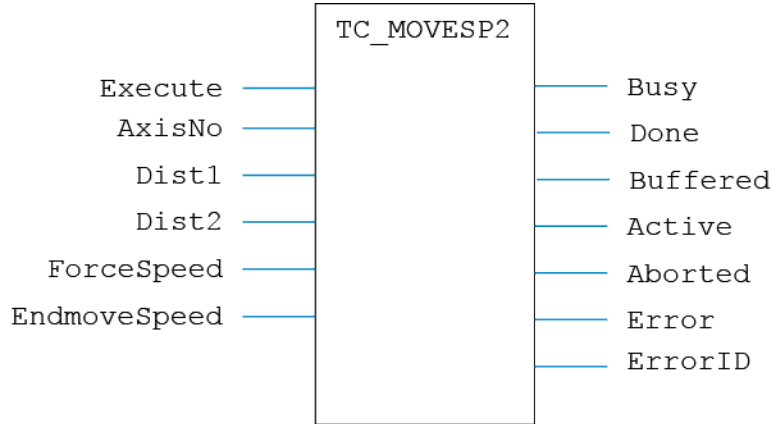 TC_MOVESP2
Execute
AxisNo
Dist1
Dist2
ForceSpeed
EndmoveSpeed
Busy
Done
Buffered
Active
Aborted
Error
ErrorID